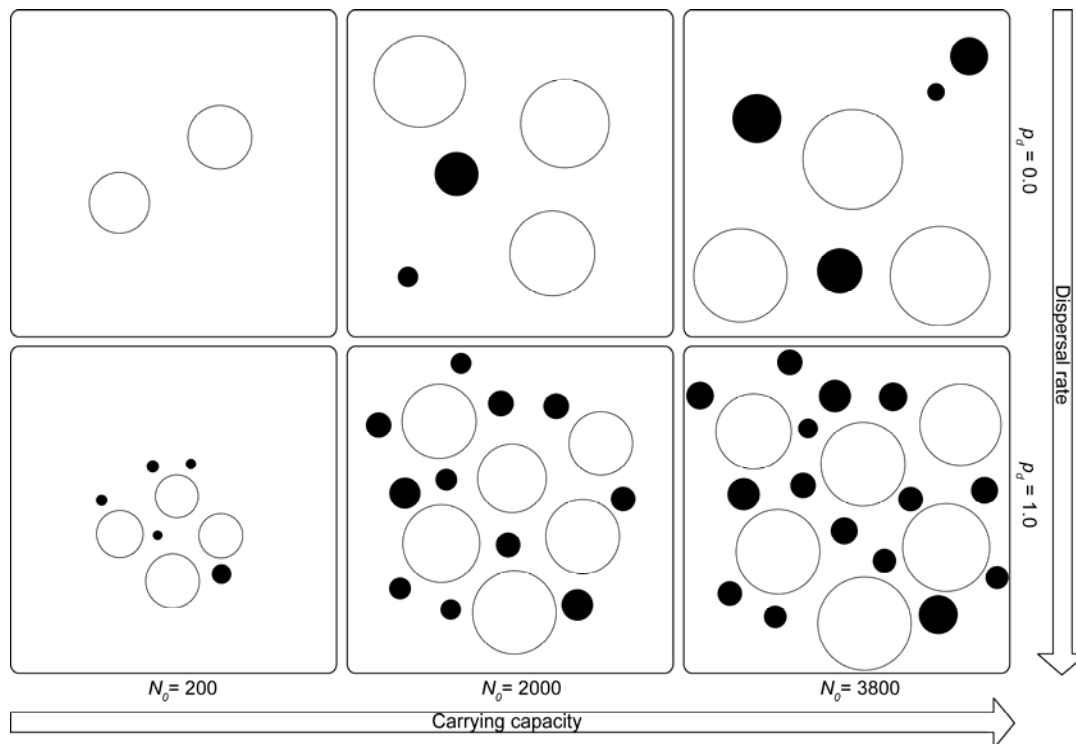 p_d = 0.0
p_d = 1.0
Dispersal rate
N_0= 200
N_0= 2000
N_0= 3800
Carrying capacity